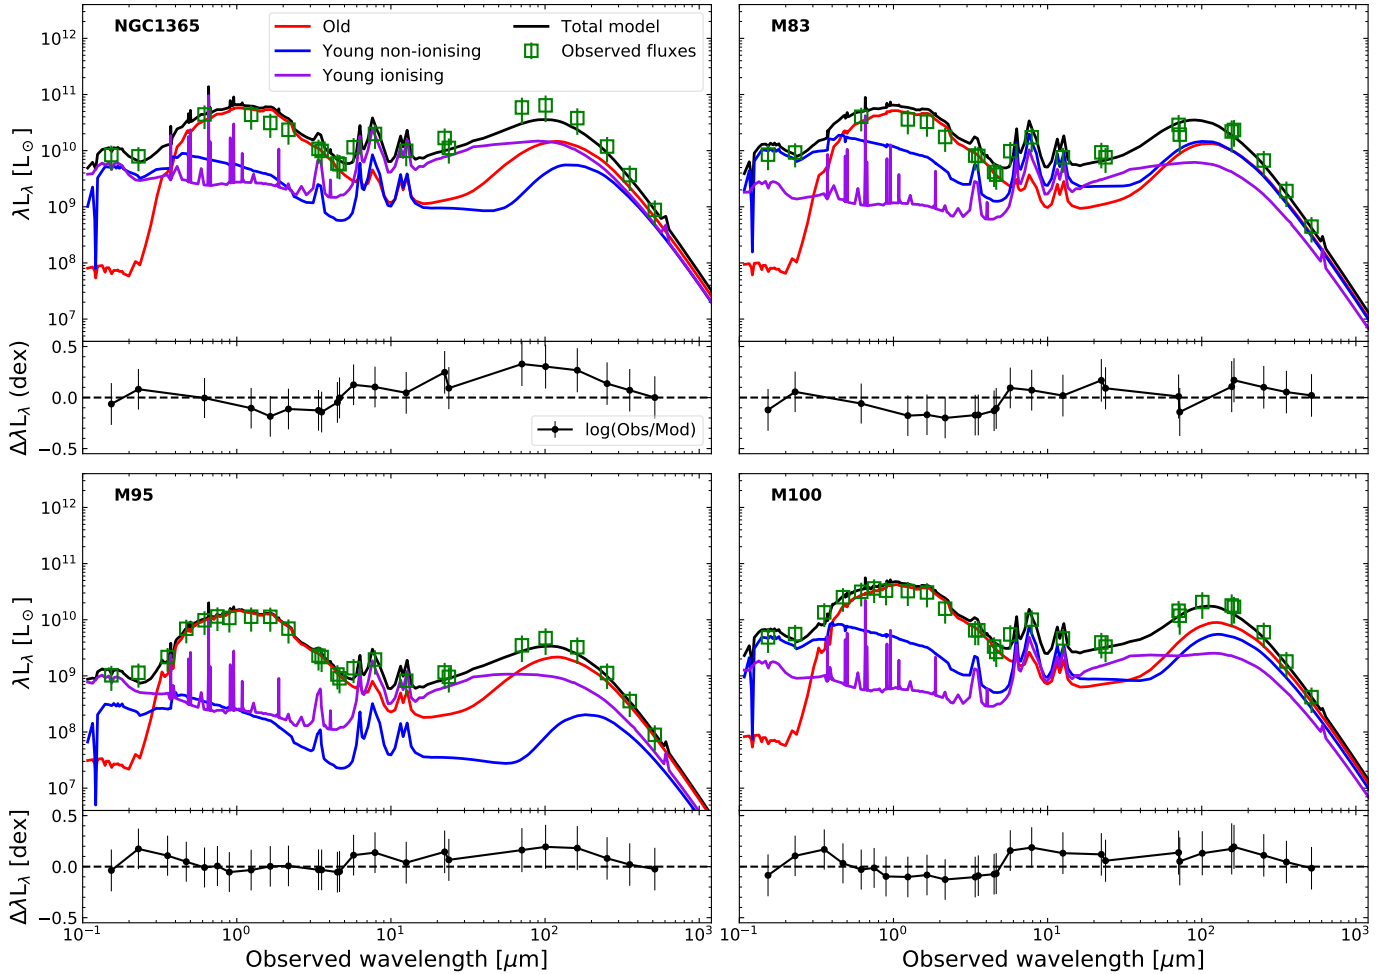 NGC1365
Old
Young non-ionising
Young ionising
Total model
Observed fluxes
M83
10¹²
10¹¹
10¹⁰
10⁹
10⁸
10⁷
λL_λ [L_⊙]
0.5
0.0
−0.5
ΔλL_λ (dex)
log(Obs/Mod)
M95
M100
10¹²
10¹¹
10¹⁰
10⁹
10⁸
10⁷
λL_λ [L_⊙]
0.5
0.0
−0.5
ΔλL_λ [dex]
10⁻¹ 10⁰ 10¹ 10² 10³
10⁻¹ 10⁰ 10¹ 10² 10³
Observed wavelength [μm]
Observed wavelength [μm]